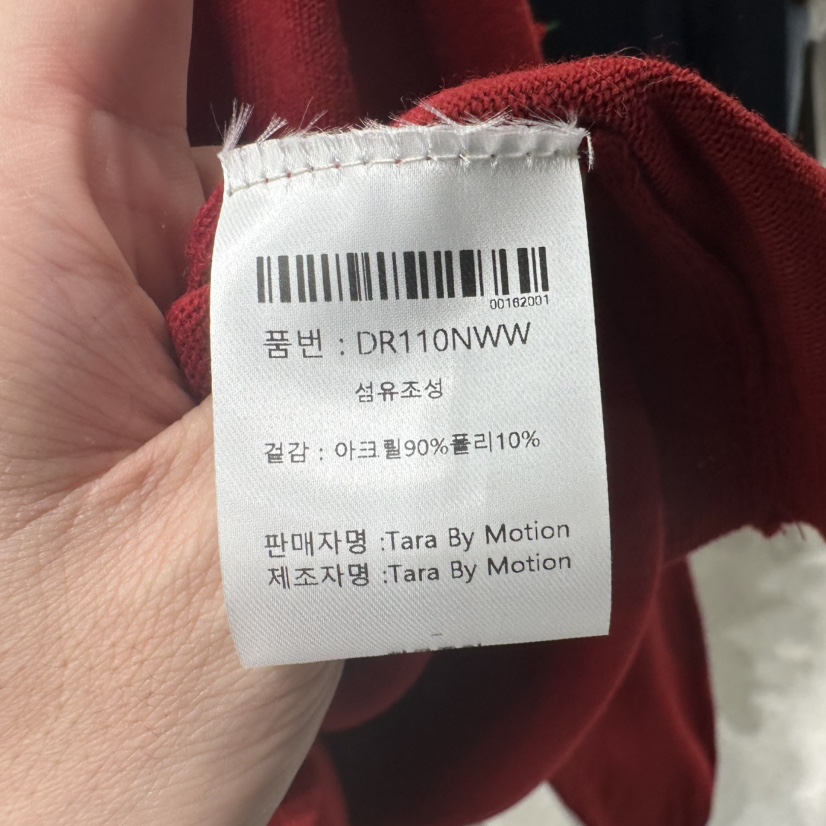 00162001
품번 : DR110NWW
섬유조성
겉감 : 아크릴90%폴리10%
판매자명 :Tara By Motion
제조자명 :Tara By Motion